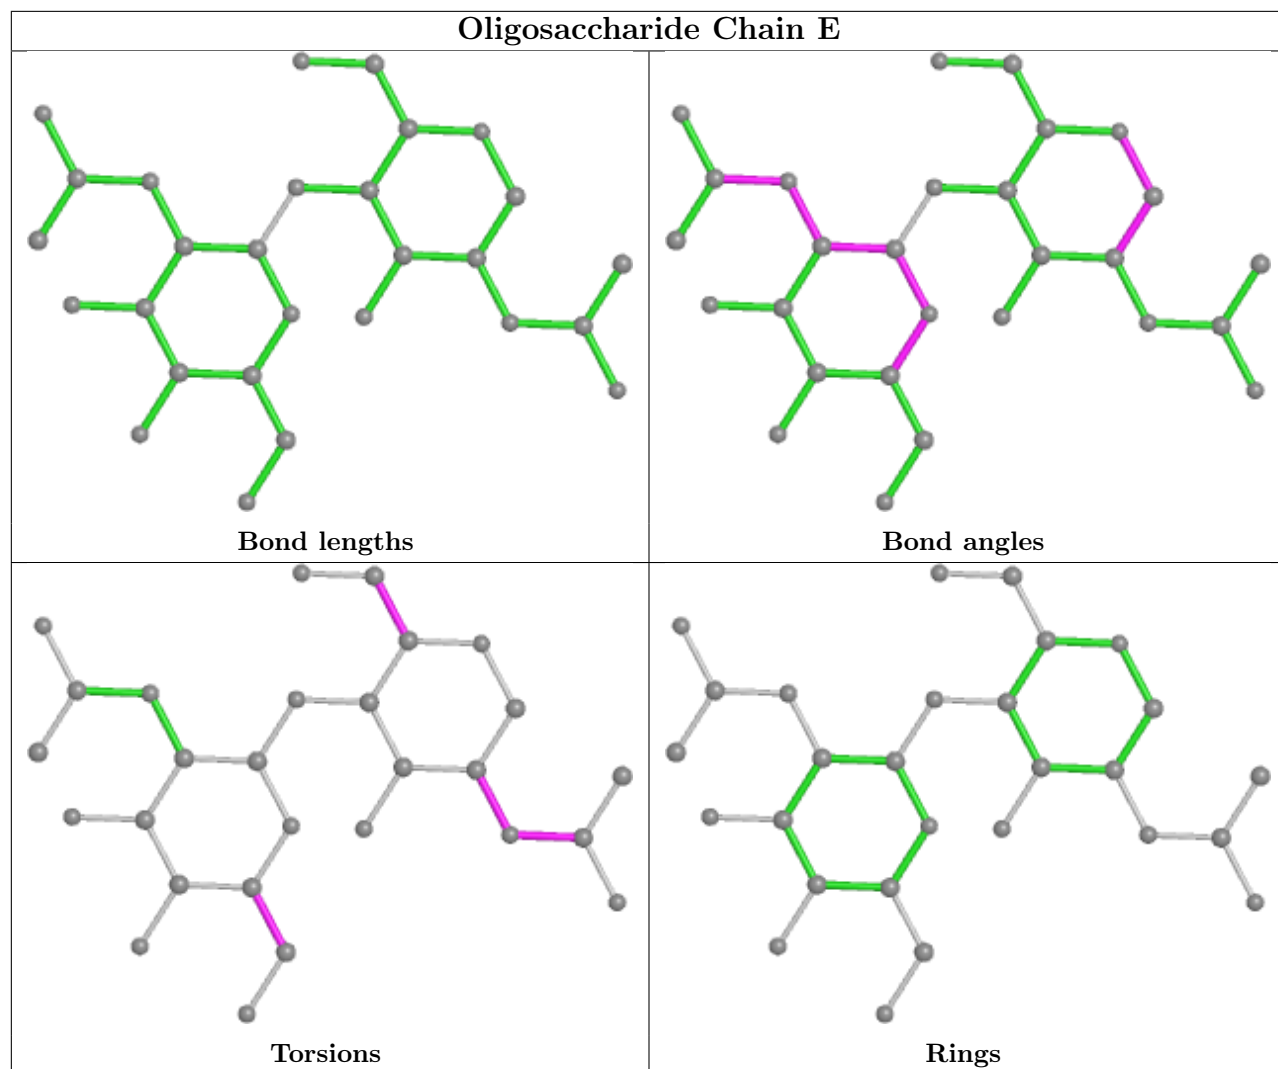 Oligosaccharide Chain E
Bond lengths
Bond angles
Torsions
Rings